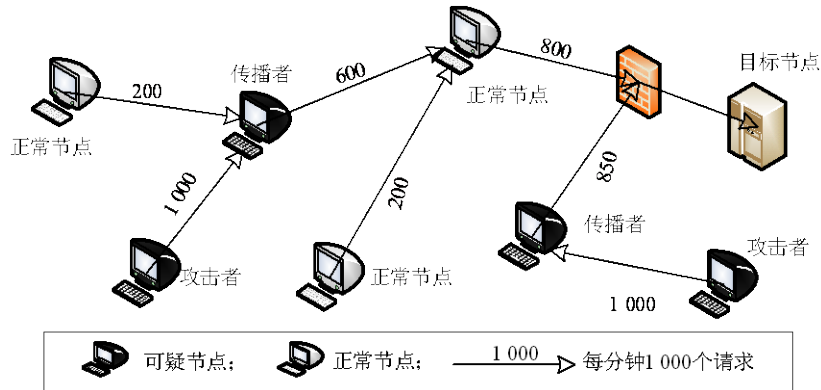 800
目标节点
传播者
600
正常节点
200
正常节点
850
1 000
200
传播者
攻击者
攻击者
正常节点
1 000
可疑节点;
正常节点;
1 000
每分钟1 000个请求